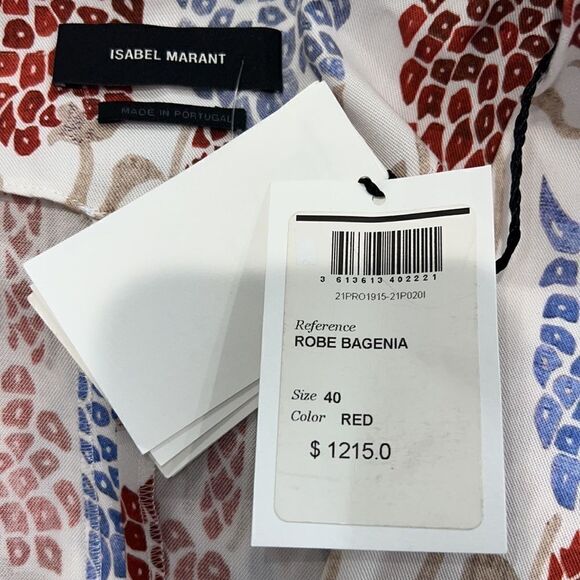 ISABEL MARANT
MADE IN PORTUGAL
3 613613 402221
21PRO1915-21P020I
Reference
ROBE BAGENIA
Size 40
Color RED
$ 1215.0